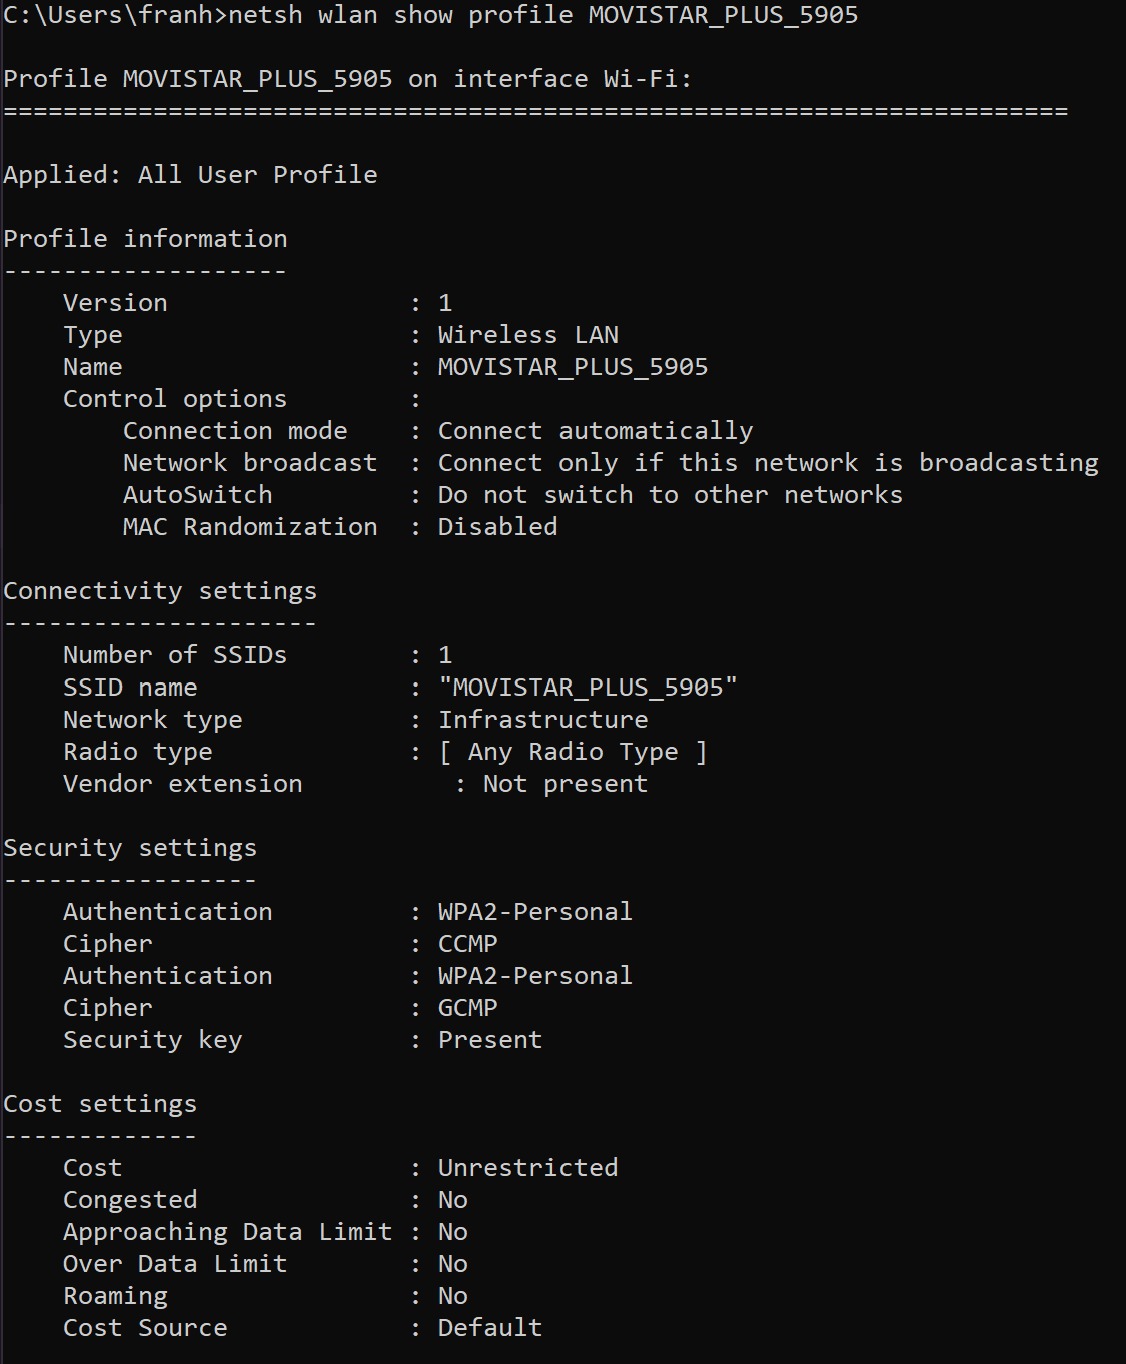 C:\Users\franh>netsh wlan show profile MOVISTAR_PLUS_5905

Profile MOVISTAR_PLUS_5905 on interface Wi-Fi:
=======================================================================

Applied: All User Profile

Profile information
-------------------
    Version                : 1
    Type                   : Wireless LAN
    Name                   : MOVISTAR_PLUS_5905
    Control options        :
        Connection mode    : Connect automatically
        Network broadcast  : Connect only if this network is broadcasting
        AutoSwitch         : Do not switch to other networks
        MAC Randomization  : Disabled

Connectivity settings
---------------------
    Number of SSIDs        : 1
    SSID name              : "MOVISTAR_PLUS_5905"
    Network type           : Infrastructure
    Radio type             : [ Any Radio Type ]
    Vendor extension          : Not present

Security settings
-----------------
    Authentication         : WPA2-Personal
    Cipher                 : CCMP
    Authentication         : WPA2-Personal
    Cipher                 : GCMP
    Security key           : Present

Cost settings
-------------
    Cost                   : Unrestricted
    Congested              : No
    Approaching Data Limit : No
    Over Data Limit        : No
    Roaming                : No
    Cost Source            : Default